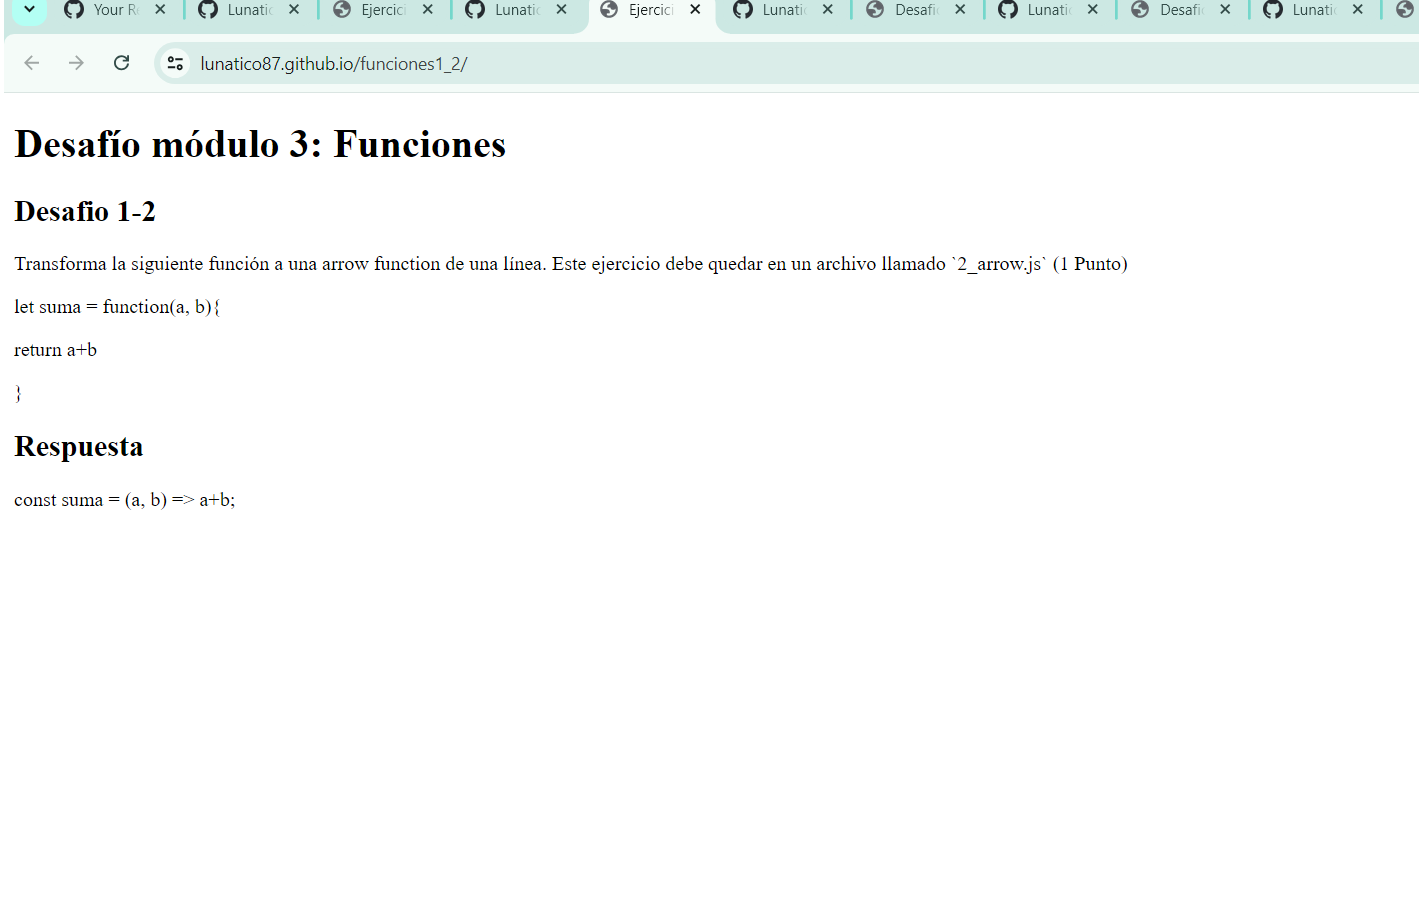 Your R
Lunatic
Ejercici
Lunatic
Ejercici
Lunatic
Desafi
Lunatic
Desafi
Lunatic
lunatico87.github.io/funciones1_2/
Desafío módulo 3: Funciones
Desafio 1-2
Transforma la siguiente función a una arrow function de una línea. Este ejercicio debe quedar en un archivo llamado `2_arrow.js` (1 Punto)
let suma = function(a, b){
return a+b
}
Respuesta
const suma = (a, b) => a+b;